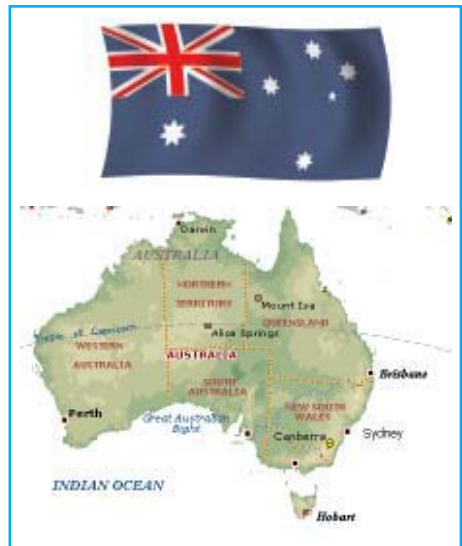 Darwin
AUSTRALIA
NORTHERN
TERRITORY
Mount Isa
QUEENSLAND
Tropic of Capricorn
Alice Springs
WESTERN
AUSTRALIA
AUSTRALIA
SOUTH
AUSTRALIA
Brisbane
NEW SOUTH
WALES
Perth
Great Australian
Bight
Canberra
Sydney
INDIAN OCEAN
Hobart